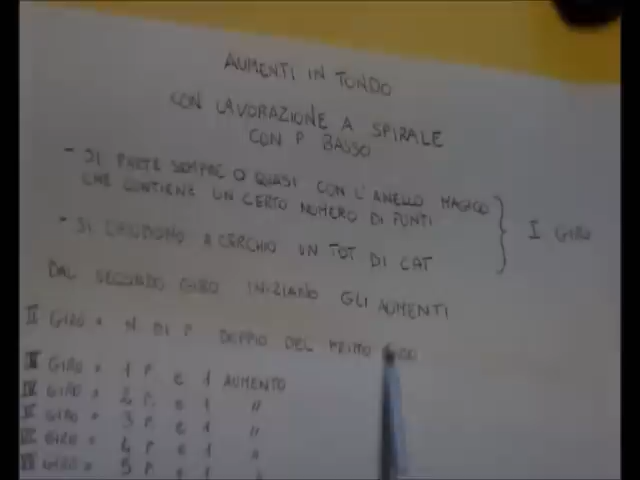 AUMENTI IN TONDO
CON LAVORAZIONE A SPIRALE
CON P BASSO
- SI PARTE SEMPRE O QUASI CON L'ANELLO MAGICO
CHE CONTIENE UN CERTO NUMERO DI PUNTI
I GIRO
- SI CHIUDONO A CERCHIO UN TOT DI CAT
DAL SECONDO GIRO INIZIANO GLI AUMENTI
II GIRO = N DI P DOPPIO DEL PRIMO GIRO
III GIRO = 1 P. e 1 AUMENTO
IV GIRO = 2 P. e 1 "
V GIRO = 3 P. e 1 "
VI GIRO = 4 P. e 1 "
VII GIRO = 5 P. e 1 "